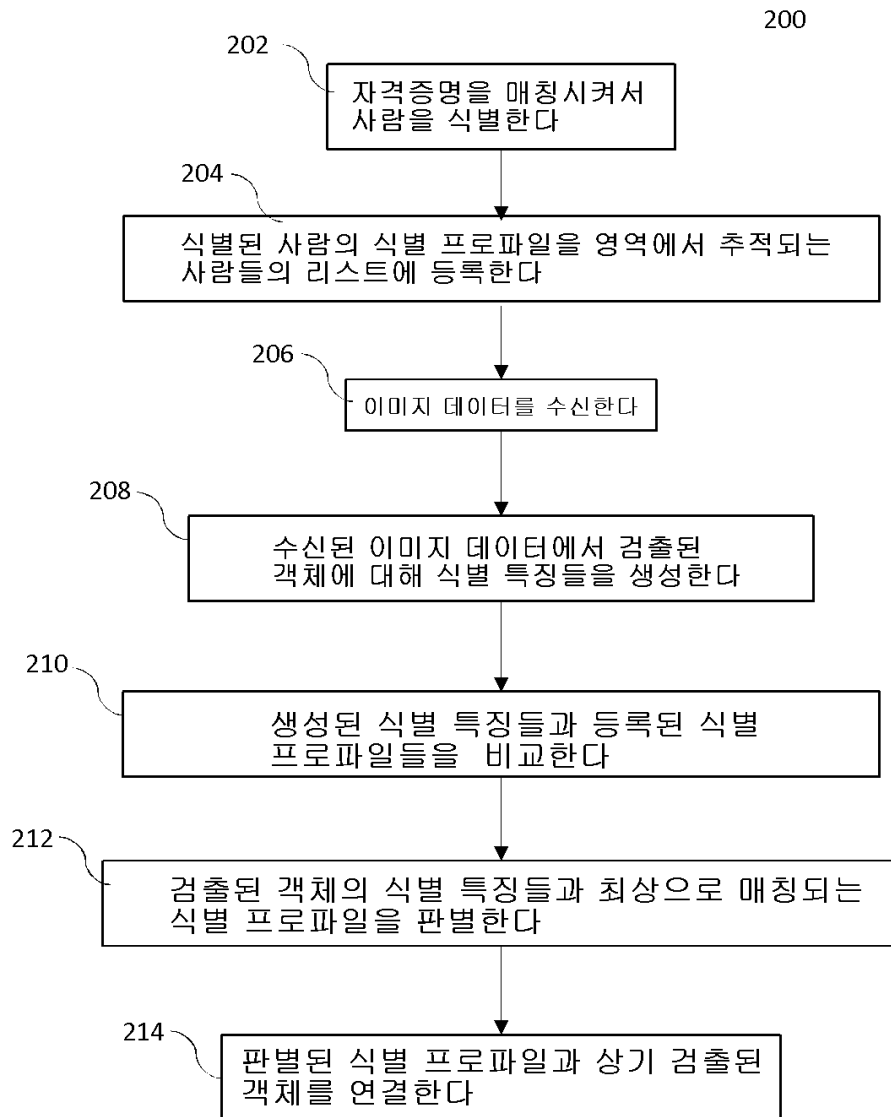 200
202
자격증명을 매칭시켜서
사람을 식별한다
204
식별된 사람의 식별 프로파일을 영역에서 추적되는
사람들의 리스트에 등록한다
206
이미지 데이터를 수신한다
208
수신된 이미지 데이터에서 검출된
객체에 대해 식별 특징들을 생성한다
210
생성된 식별 특징들과 등록된 식별
프로파일들을 비교한다
212
검출된 객체의 식별 특징들과 최상으로 매칭되는
식별 프로파일을 판별한다
214
판별된 식별 프로파일과 상기 검출된
객체를 연결한다